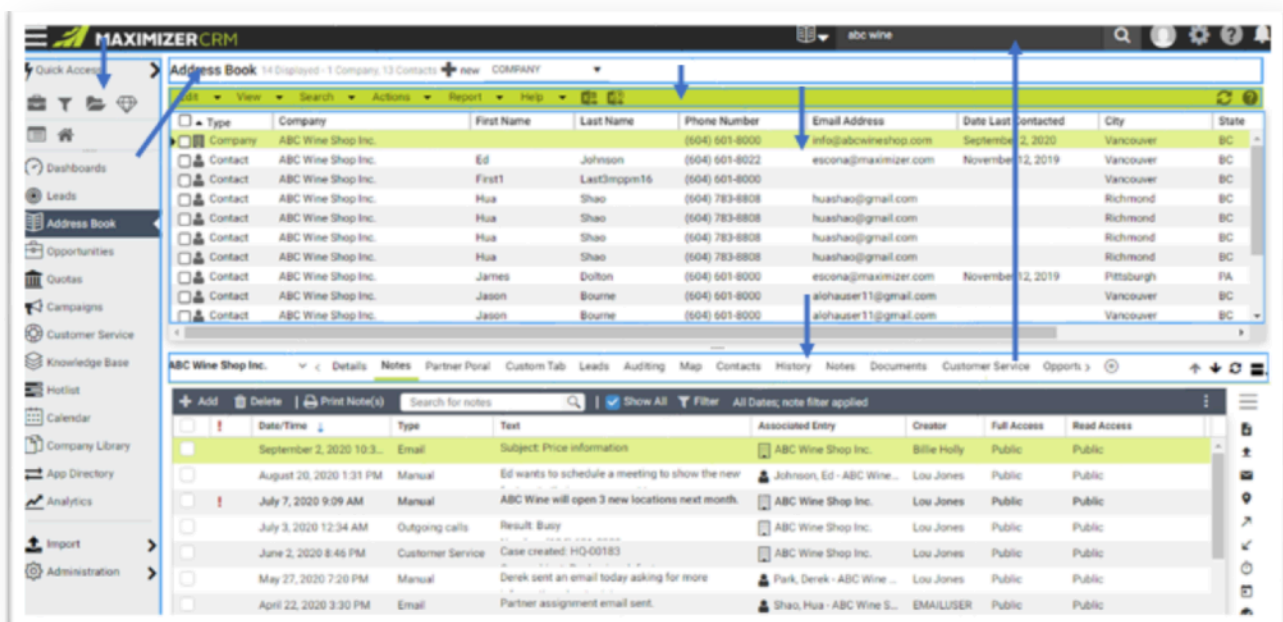 MAXIMIZER CRM
abc wine
Quick Access
Address Book 14 Displayed - 1 Company, 13 Contacts new COMPANY
Edit View Search Actions Report Help
Type Company First Name Last Name Phone Number Email Address Date Last Contacted City State
Company ABC Wine Shop Inc. (604) 601-8000 info@abcwineshop.com September 2, 2020 Vancouver BC
Contact ABC Wine Shop Inc. Ed Johnson (604) 601-8022 escona@maximizer.com November 12, 2019 Vancouver BC
Contact ABC Wine Shop Inc. First1 Last3mppm16 (604) 601-8000 Vancouver BC
Contact ABC Wine Shop Inc. Hua Shao (604) 783-8808 huashao@gmail.com Richmond BC
Contact ABC Wine Shop Inc. Hua Shao (604) 783-8808 huashao@gmail.com Richmond BC
Contact ABC Wine Shop Inc. Hua Shao (604) 783-8808 huashao@gmail.com Richmond BC
Contact ABC Wine Shop Inc. Hua Shao (604) 783-8808 huashao@gmail.com Richmond BC
Contact ABC Wine Shop Inc. James Dolton (604) 601-8000 escona@maximizer.com November 12, 2019 Pittsburgh PA
Contact ABC Wine Shop Inc. Jason Bourne (604) 601-8000 alohauser11@gmail.com Vancouver BC
Contact ABC Wine Shop Inc. Jason Bourne (604) 601-8000 alohauser11@gmail.com Vancouver BC
Dashboards
Leads
Address Book
Opportunities
Quotas
Campaigns
Customer Service
Knowledge Base
Hotlist
Calendar
Company Library
App Directory
Analytics
Import
Administration
ABC Wine Shop Inc. Details Notes Partner Poral Custom Tab Leads Auditing Map Contacts History Notes Documents Customer Service Opports
Add Delete | Print Note(s) Search for notes | Show All Filter All Dates; note filter applied
! Date/Time Type Text Associated Entry Creator Full Access Read Access
September 2, 2020 10:3... Email Subject: Price information ABC Wine Shop Inc. Billie Holly Public Public
August 20, 2020 1:31 PM Manual Ed wants to schedule a meeting to show the new Johnson, Ed - ABC Wine... Lou Jones Public Public
! July 7, 2020 9:09 AM Manual ABC Wine will open 3 new locations next month. ABC Wine Shop Inc. Lou Jones Public Public
July 3, 2020 12:34 AM Outgoing calls Result: Busy ABC Wine Shop Inc. Lou Jones Public Public
June 2, 2020 8:46 PM Customer Service Case created: HQ-00183 ABC Wine Shop Inc. Lou Jones Public Public
May 27, 2020 7:20 PM Manual Derek sent an email today asking for more Park, Derek - ABC Wine ... Lou Jones Public Public
April 22, 2020 3:30 PM Email Partner assignment email sent. Shao, Hua - ABC Wine S... EMAILUSER Public Public